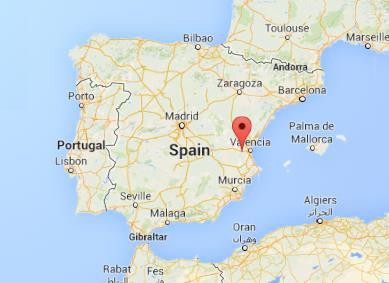 Toulouse
Marseille
Bilbao
Andorra
Zaragoza
Barcelona
Porto
Madrid
Palma de
Mallorca
Portugal
Spain
Valencia
Lisbon
Murcia
Seville
Malaga
Algiers
الجزائر
Gibraltar
Oran
وهران
Rabat
Fes